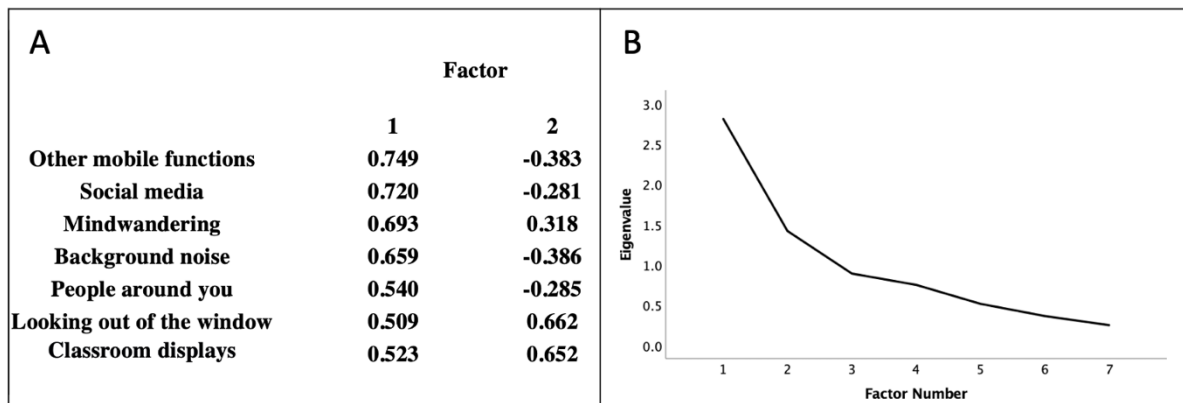 A
Factor
1 2
Other mobile functions 0.749 -0.383
Social media 0.720 -0.281
Mindwandering 0.693 0.318
Background noise 0.659 -0.386
People around you 0.540 -0.285
Looking out of the window 0.509 0.662
Classroom displays 0.523 0.652
B
3.0
2.5
2.0
1.5
1.0
0.5
0.0
Eigenvalue
1 2 3 4 5 6 7
Factor Number